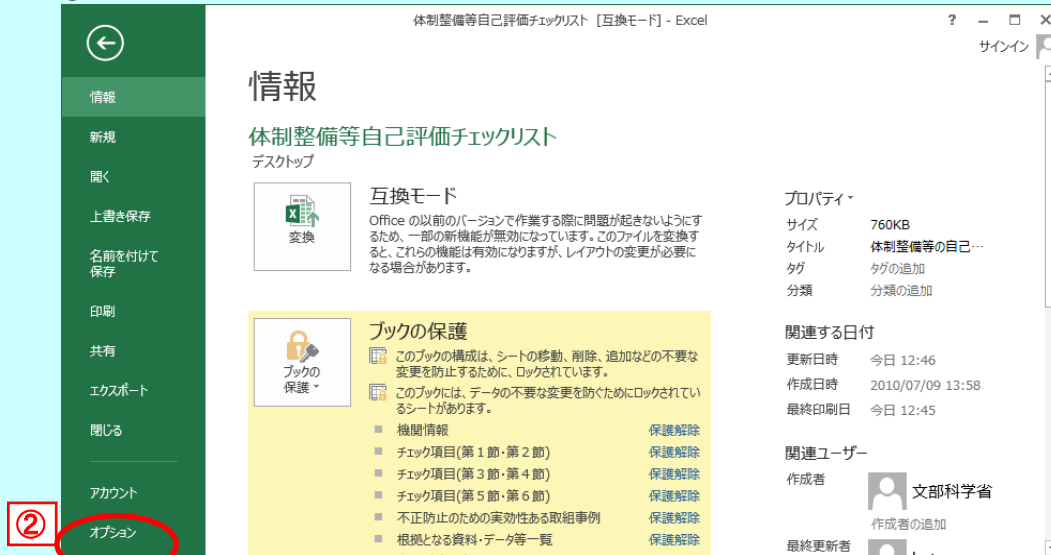 体制整備等自己評価チェックリスト [互換モード] - Excel
?
サインイン
情報
新規
開く
上書き保存
名前を付けて
保存
印刷
共有
エクスポート
閉じる
アカウント
② オプション
情報
体制整備等自己評価チェックリスト
デスクトップ
変換
互換モード
Office の以前のバージョンで作業する際に問題が起きないようにす
るため、一部の新機能が無効になっています。このファイルを変換す
ると、これらの機能は有効になりますが、レイアウトの変更が必要に
なる場合があります。
ブックの
保護
ブックの保護
このブックの構成は、シートの移動、削除、追加などの不要な
変更を防止するために、ロックされています。
このブックには、データの不要な変更を防ぐためにロックされてい
るシートがあります。
機関情報 保護解除
チェック項目(第1節・第2節) 保護解除
チェック項目(第3節・第4節) 保護解除
チェック項目(第5節・第6節) 保護解除
不正防止のための実効性ある取組事例 保護解除
根拠となる資料・データ等一覧 保護解除
プロパティ
サイズ 760KB
タイトル 体制整備等の自己…
タグ タグの追加
分類 分類の追加
関連する日付
更新日時 今日 12:46
作成日時 2010/07/09 13:58
最終印刷日 今日 12:45
関連ユーザー
作成者 文部科学省
作成者の追加
最終更新者